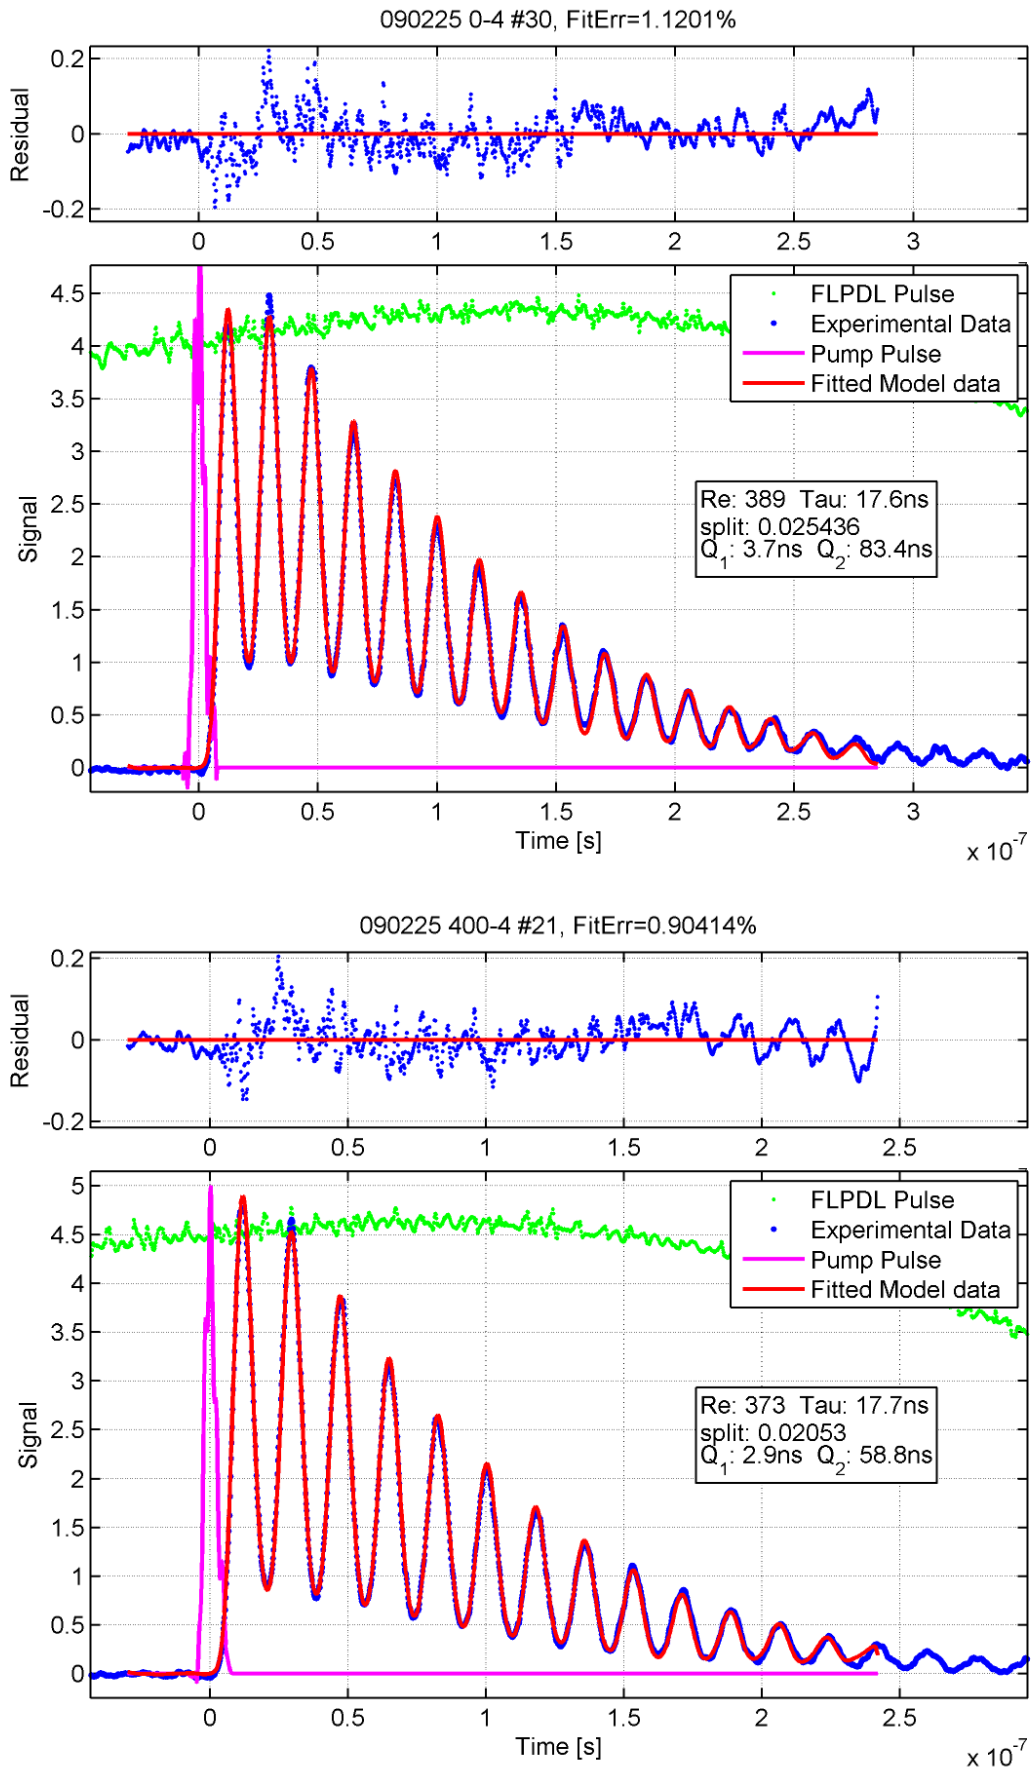 090225 0-4 #30, FitErr=1.1201%
0.2
0
-0.2
Residual
0 0.5 1 1.5 2 2.5 3
4.5
4
3.5
3
2.5
2
1.5
1
0.5
0
Signal
FLPDL Pulse
Experimental Data
Pump Pulse
Fitted Model data
Re: 389 Tau: 17.6ns
split: 0.025436
Q1: 3.7ns Q2: 83.4ns
0 0.5 1 1.5 2 2.5 3
Time [s]
x 10-7
090225 400-4 #21, FitErr=0.90414%
0.2
0
-0.2
Residual
0 0.5 1 1.5 2 2.5
5
4.5
4
3.5
3
2.5
2
1.5
1
0.5
0
Signal
FLPDL Pulse
Experimental Data
Pump Pulse
Fitted Model data
Re: 373 Tau: 17.7ns
split: 0.02053
Q1: 2.9ns Q2: 58.8ns
0 0.5 1 1.5 2 2.5
Time [s]
x 10-7